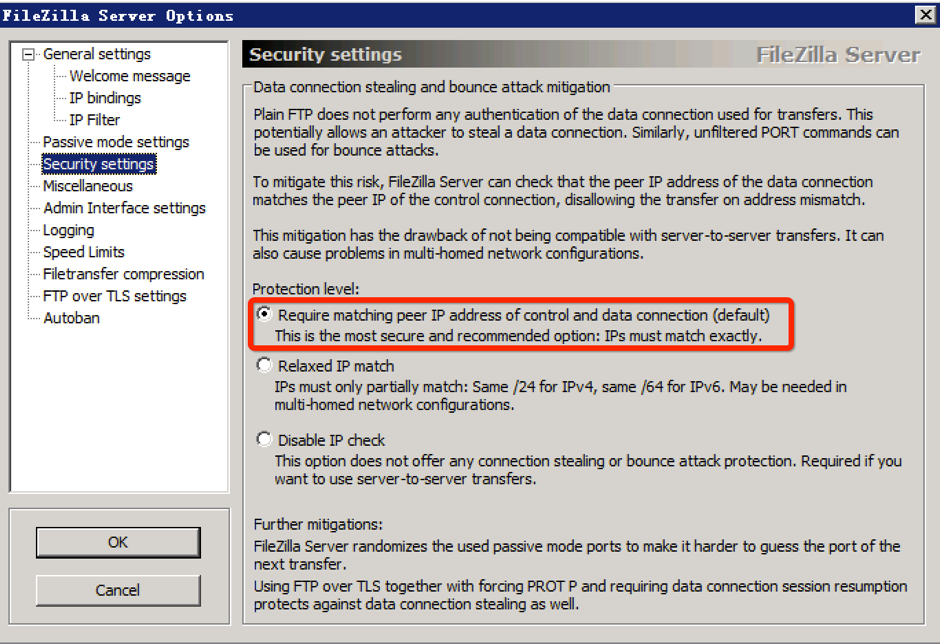 FileZilla Server Options
General settings
Welcome message
IP bindings
IP Filter
Passive mode settings
Security settings
Miscellaneous
Admin Interface settings
Logging
Speed Limits
Filetransfer compression
FTP over TLS settings
Autoban
OK
Cancel
Security settings
FileZilla Server
Data connection stealing and bounce attack mitigation
Plain FTP does not perform any authentication of the data connection used for transfers. This
potentially allows an attacker to steal a data connection. Similarly, unfiltered PORT commands can
be used for bounce attacks.
To mitigate this risk, FileZilla Server can check that the peer IP address of the data connection
matches the peer IP of the control connection, disallowing the transfer on address mismatch.
This mitigation has the drawback of not being compatible with server-to-server transfers. It can
also cause problems in multi-homed network configurations.
Protection level:
Require matching peer IP address of control and data connection (default)
This is the most secure and recommended option: IPs must match exactly.
Relaxed IP match
IPs must only partially match: Same /24 for IPv4, same /64 for IPv6. May be needed in
multi-homed network configurations.
Disable IP check
This option does not offer any connection stealing or bounce attack protection. Required if you
want to use server-to-server transfers.
Further mitigations:
FileZilla Server randomizes the used passive mode ports to make it harder to guess the port of the
next transfer.
Using FTP over TLS together with forcing PROT P and requiring data connection session resumption
protects against data connection stealing as well.